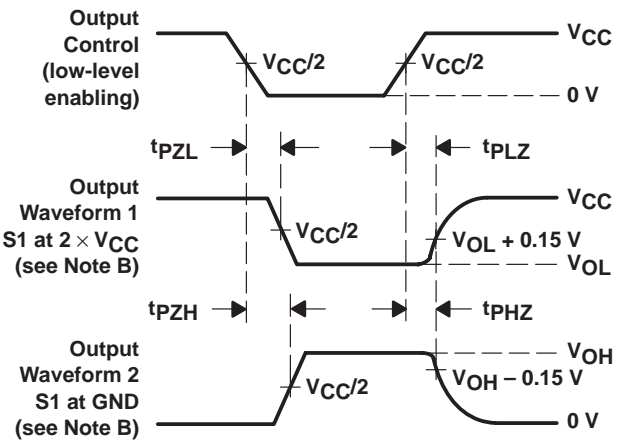 Output
Control
(low-level
enabling)
VCC/2
VCC/2
VCC
0 V
tPZL
tPLZ
Output
Waveform 1
S1 at 2 × VCC
(see Note B)
VCC/2
VCC
VOL + 0.15 V
VOL
tPZH
tPHZ
Output
Waveform 2
S1 at GND
(see Note B)
VCC/2
VOH
VOH – 0.15 V
0 V